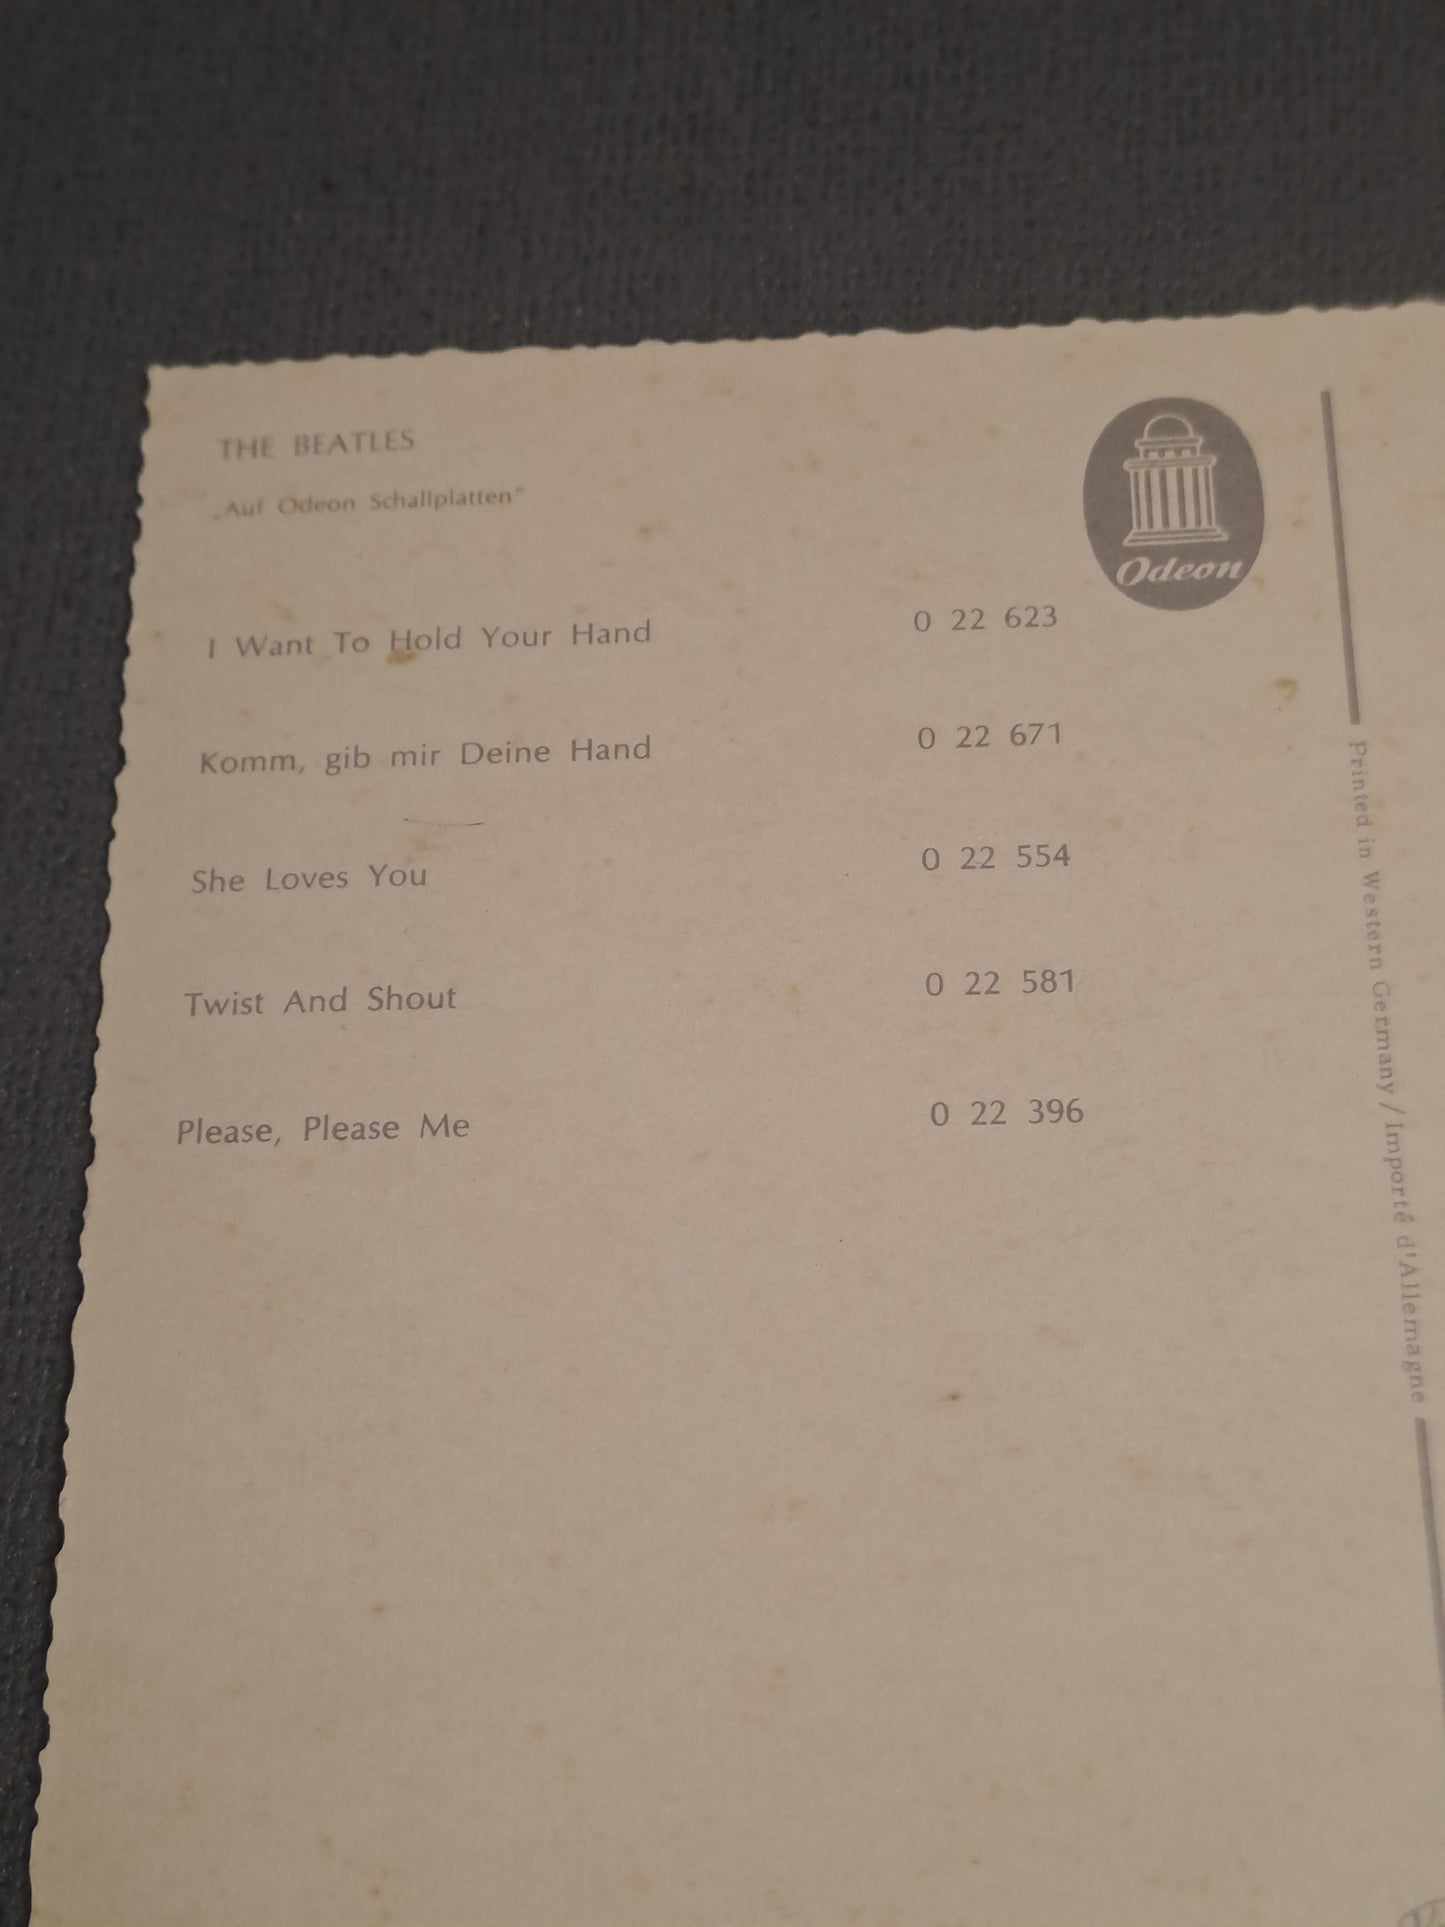 THE BEATLES
„Auf Odeon Schallplatten"
Odeon
I Want To Hold Your Hand 0 22 623
Komm, gib mir Deine Hand 0 22 671
She Loves You 0 22 554
Twist And Shout 0 22 581
Please, Please Me 0 22 396
Printed in Western Germany / Importé d'Allemagne